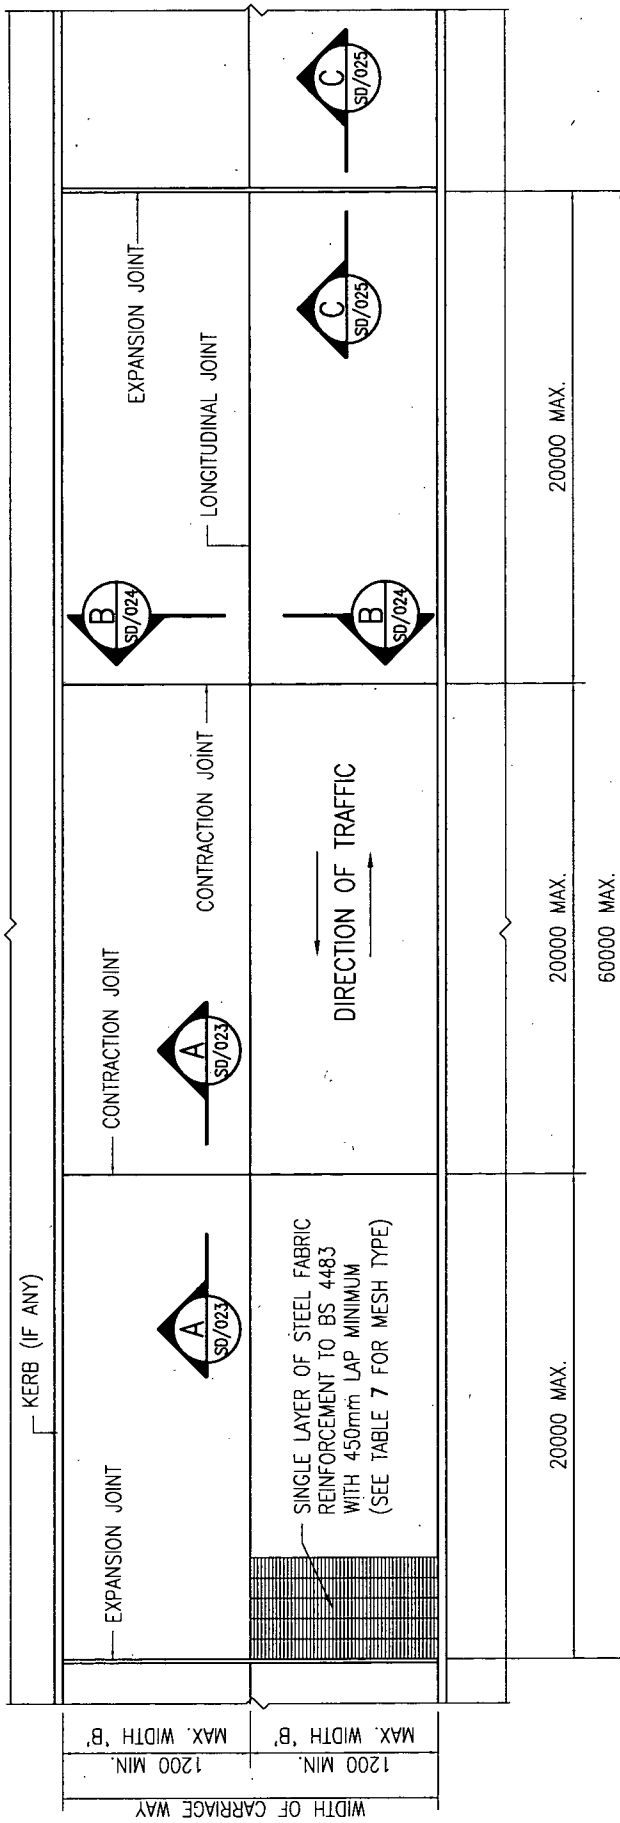 KERB (IF ANY)
EXPANSION JOINT
CONTRACTION JOINT
CONTRACTION JOINT
LONGITUDINAL JOINT
EXPANSION JOINT
A
SD/023
A
SD/023
B
SD/024
B
SD/024
C
SD/025
C
SD/025
SINGLE LAYER OF STEEL FABRIC
REINFORCEMENT TO BS 4483
WITH 450mm LAP MINIMUM
(SEE TABLE 7 FOR MESH TYPE)
DIRECTION OF TRAFFIC
WIDTH OF CARRIAGE WAY
1200 MIN.
MAX. WIDTH 'B'
1200 MIN.
MAX. WIDTH 'B'
20000 MAX.
20000 MAX.
20000 MAX.
60000 MAX.